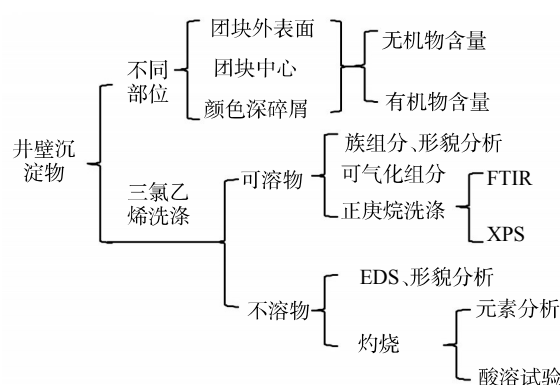 团块外表面
无机物含量
不同
部位
团块中心
颜色深碎屑
有机物含量
井壁沉
淀物
三氯乙
烯洗涤
可溶物
族组分、形貌分析
可气化组分
正庚烷洗涤
FTIR
XPS
不溶物
EDS、形貌分析
灼烧
元素分析
酸溶试验